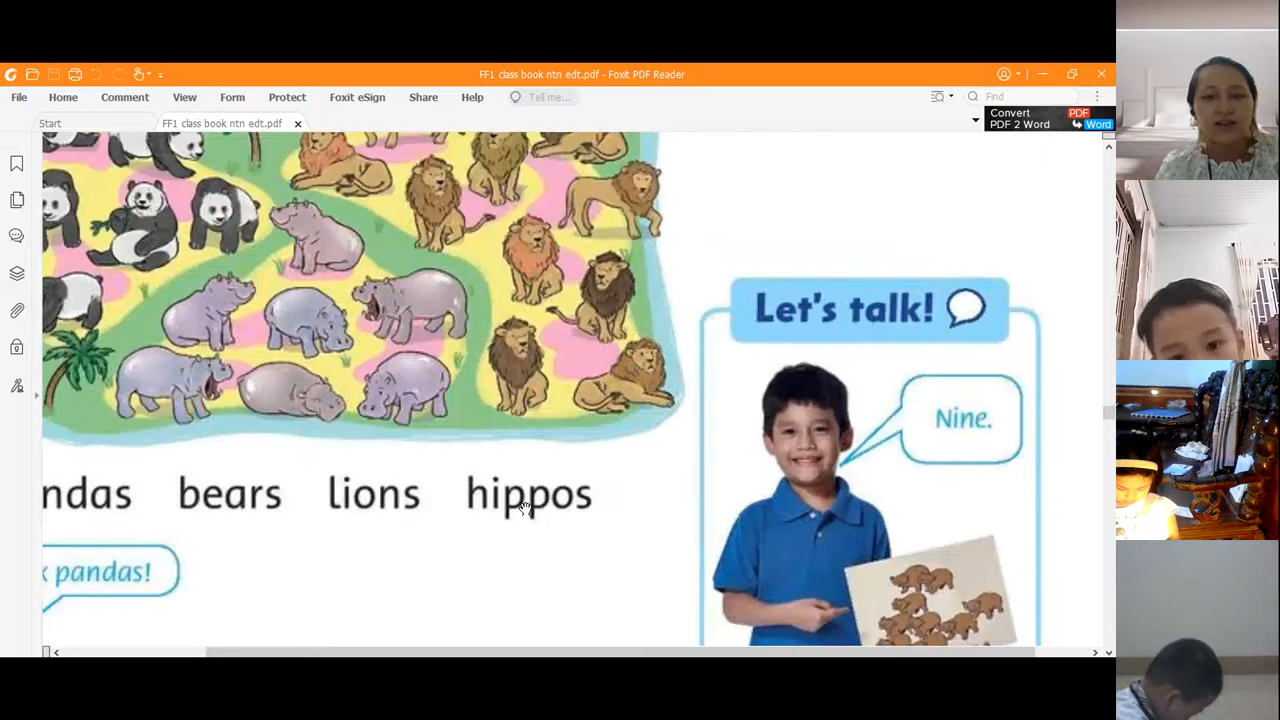 FF1 class book ntn edt.pdf - Foxit PDF Reader
File Home Comment View Form Protect Foxit eSign Share Help Tell me... Find
Start FF1 class book ntn edt.pdf
Convert PDF
PDF 2 Word Word
Let's talk!
Nine.
ndas bears lions hippos
pandas!